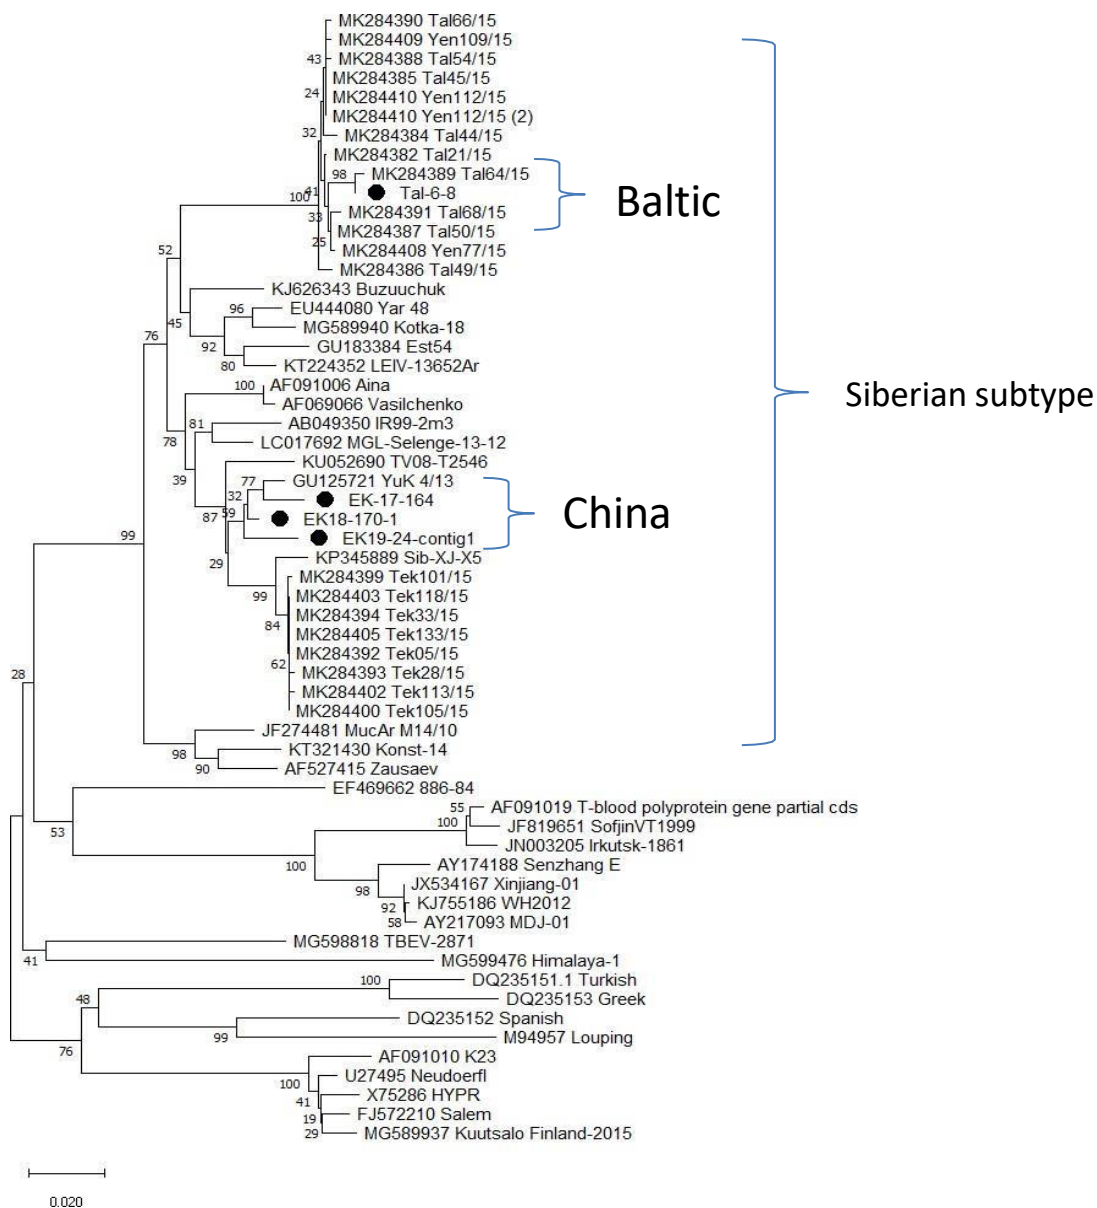 MK284390 Tal66/15
MK284409 Yen109/15
43
MK284388 Tal54/15
MK284385 Tal45/15
24
MK284410 Yen112/15
MK284410 Yen112/15 (2)
32
MK284384 Tal44/15
MK284382 Tal21/15
98
MK284389 Tal64/15
Tal-6-8
Baltic
100
41
33
MK284391 Tal68/15
MK284387 Tal50/15
25
MK284408 Yen77/15
52
MK284386 Tal49/15
KJ626343 Buzuuchuk
45
96
EU444080 Yar 48
MG589940 Kotka-18
76
92
GU183384 Est54
80
KT224352 LEIV-13652Ar
100
AF091006 Aina
AF069066 Vasilchenko
Siberian subtype
81
AB049350 IR99-2m3
78
LC017692 MGL-Selenge-13-12
KU052690 TV08-T2546
39
77
GU125721 YuK 4/13
32
EK-17-164
87
59
EK18-170-1
China
99
EK19-24-contig1
29
KP345889 Sib-XJ-X5
MK284399 Tek101/15
99
MK284403 Tek118/15
MK284394 Tek33/15
84
MK284405 Tek133/15
MK284392 Tek05/15
62
MK284393 Tek28/15
28
MK284402 Tek113/15
MK284400 Tek105/15
JF274481 MucAr M14/10
98
KT321430 Konst-14
90
AF527415 Zausaev
EF469662 886-84
55
AF091019 T-blood polyprotein gene partial cds
53
100
JF819651 SofjinVT1999
JN003205 Irkutsk-1861
100
AY174188 Senzhang E
98
JX534167 Xinjiang-01
92
KJ755186 WH2012
58
AY217093 MDJ-01
MG598818 TBEV-2871
41
MG599476 Himalaya-1
100
DQ235151.1 Turkish
48
DQ235153 Greek
DQ235152 Spanish
99
M94957 Louping
76
AF091010 K23
100
U27495 Neudoerfl
41
X75286 HYPR
19
FJ572210 Salem
29
MG589937 Kuutsalo Finland-2015
0.020